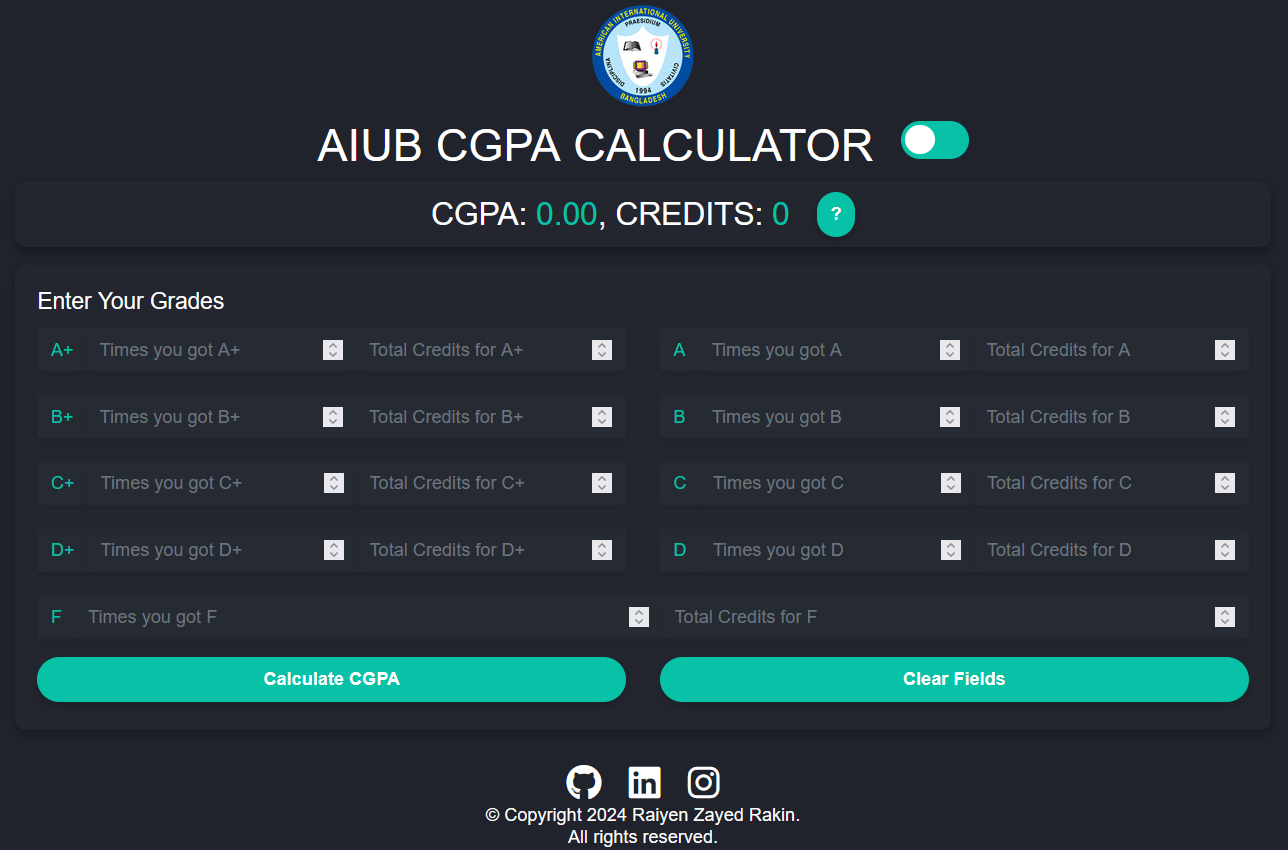 AMERICAN INTERNATIONAL UNIVERSITY
PRAESIDIUM
DISCIPLINA
CIVITATIS
1994
BANGLADESH
AIUB CGPA CALCULATOR
CGPA: 0.00, CREDITS: 0 ?
Enter Your Grades
A+ Times you got A+ Total Credits for A+ A Times you got A Total Credits for A
B+ Times you got B+ Total Credits for B+ B Times you got B Total Credits for B
C+ Times you got C+ Total Credits for C+ C Times you got C Total Credits for C
D+ Times you got D+ Total Credits for D+ D Times you got D Total Credits for D
F Times you got F Total Credits for F
Calculate CGPA Clear Fields
in
© Copyright 2024 Raiyen Zayed Rakin.
All rights reserved.